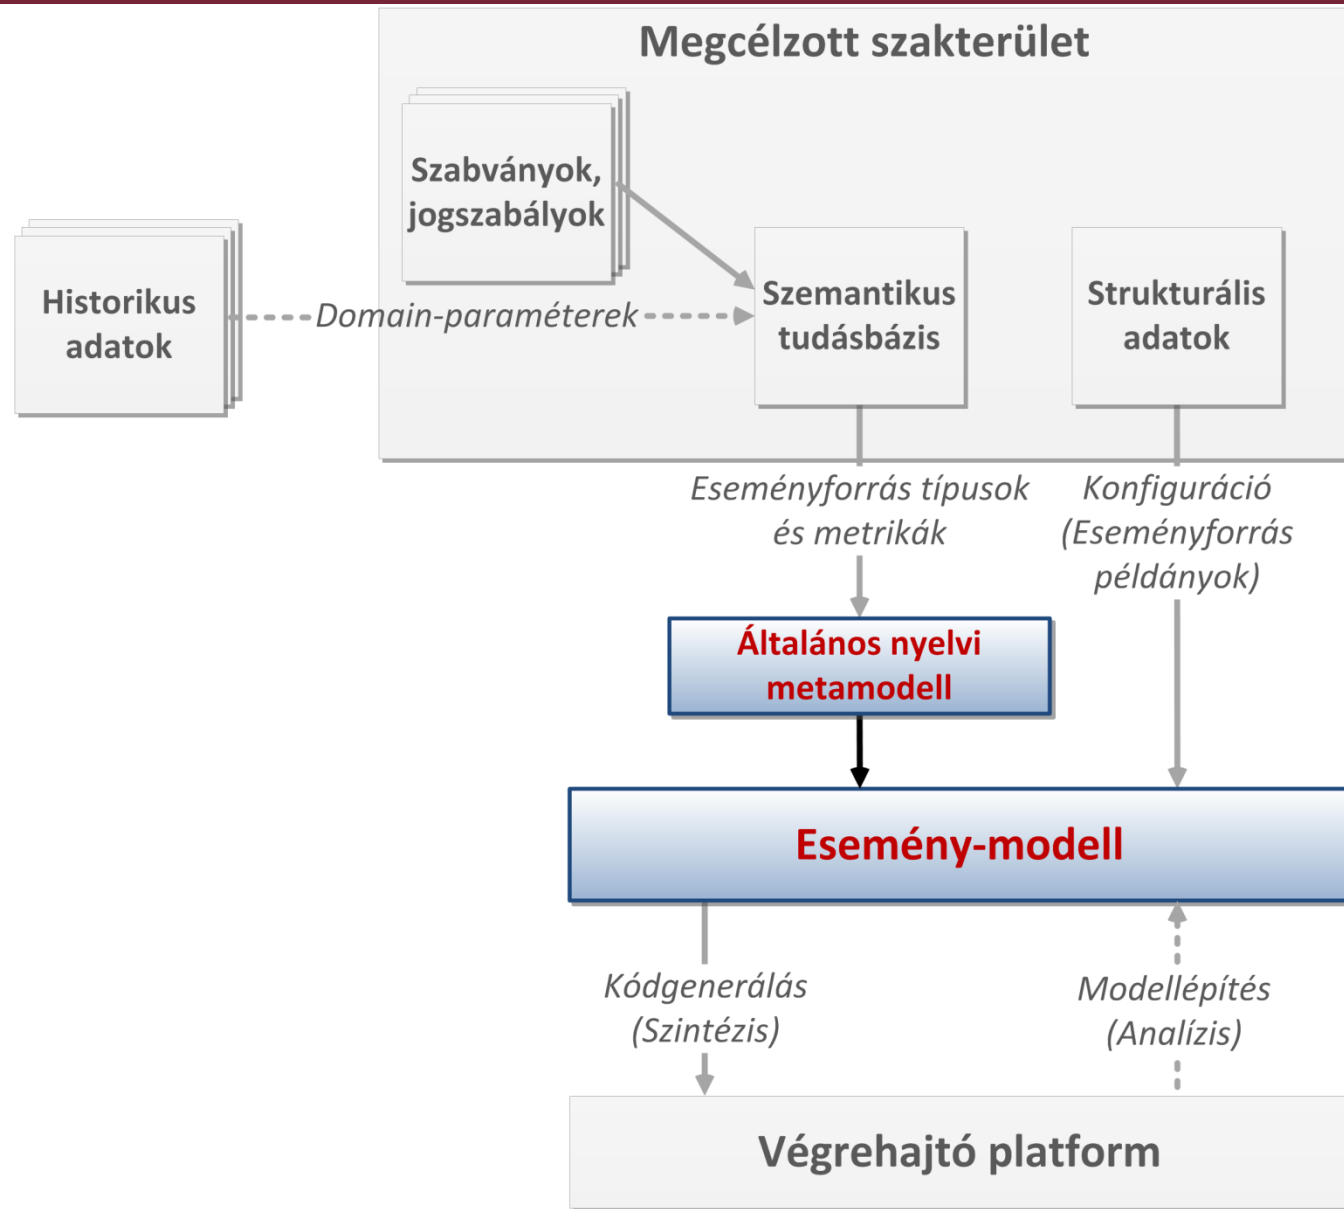 Megcélzott szakterület
Szabványok,
jogszabályok
Historikus
adatok
Domain-paraméterek
Szemantikus
tudásbázis
Strukturális
adatok
Eseményforrás típusok
és metrikák
Konfiguráció
(Eseményforrás
példányok)
Általános nyelvi
metamodell
Esemény-modell
Kódgenerálás
(Szintézis)
Modellépítés
(Analízis)
Végrehajtó platform